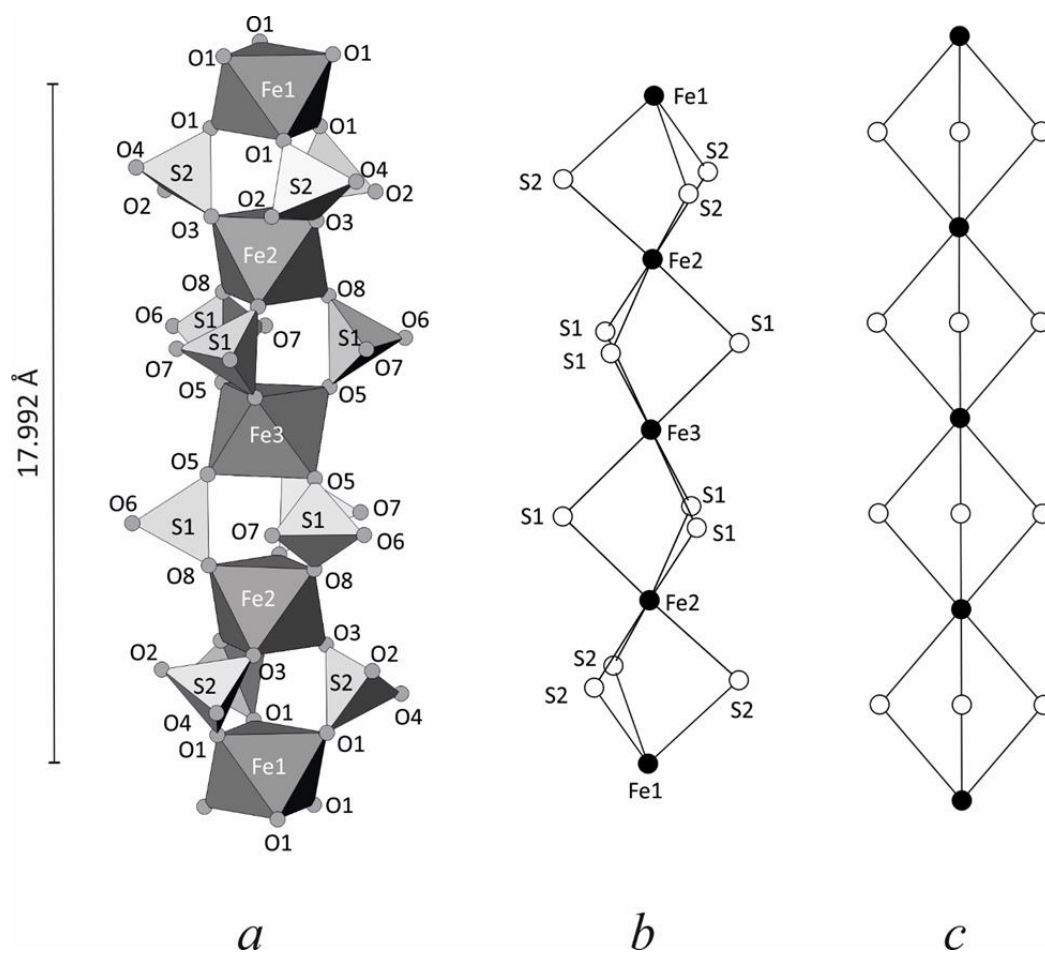 O1
O1 O1
Fe1
O1 O1
O1
O4 S2 O4
S2
O2 O2 O2
O3 O3
Fe2
O8 O8
O6 S1 O7 S1 O6
O7 S1 O7
O5 O5
Fe3
O5 O5
O6 S1 O7 S1 O7
O6
O8 O8
Fe2
O3
O2 O3 O2
S2 S2
O4 O1 O4
O1 O1
Fe1
O1
O1
17.992 Å
Fe1
S2
S2
S2
Fe2
S1
S1
S1
Fe3
S1
S1
S1
Fe2
S2
S2
S2
Fe1
a b c